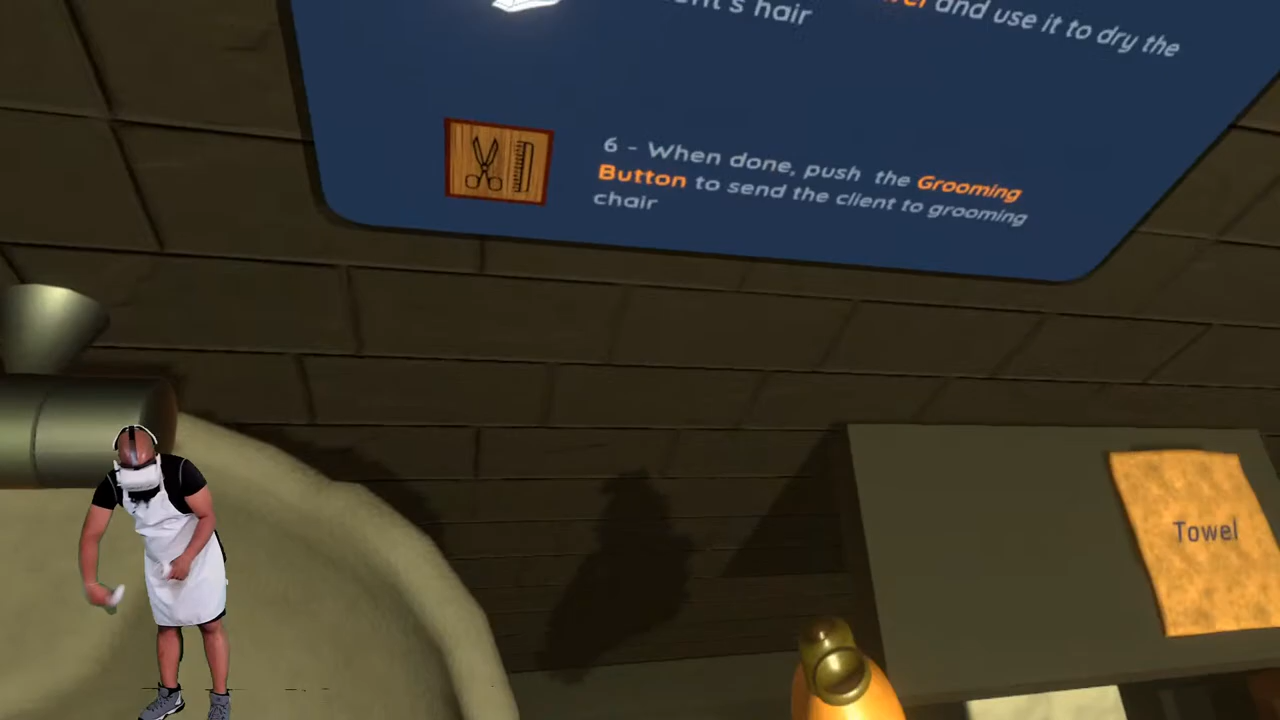 and use it to dry the
hair
6 - When done, push the Grooming
Button to send the client to grooming
chair
Towel